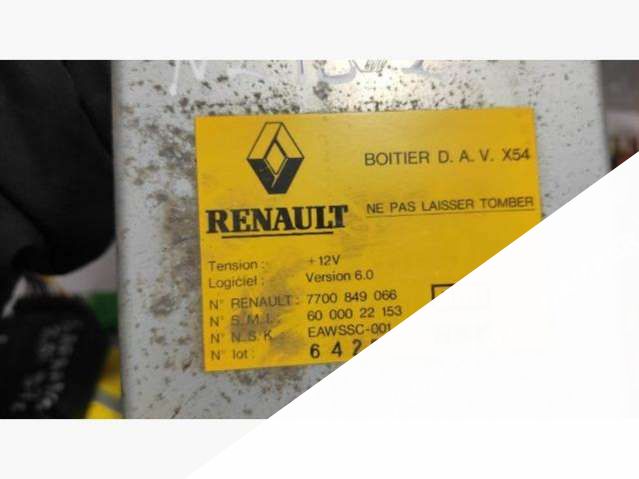 BOITIER D. A. V. X54
RENAULT
NE PAS LAISSER TOMBER
Tension : +12V
Logiciel : Version 6.0
N° RENAULT : 7700 849 066
N° S.M.I. : 60 000 22 153
N° N.S.K. EAWSSC-001
N° lot : 642